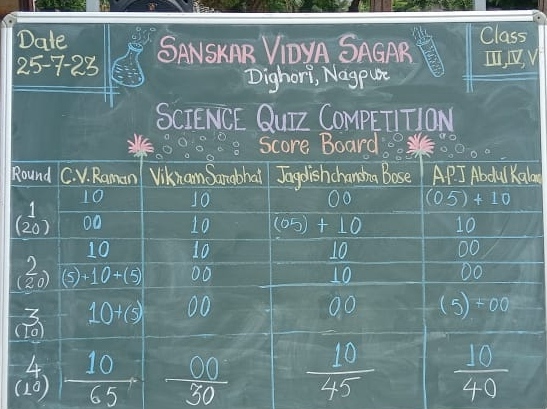 Date
25-7-23
SANSKAR VIDYA SAGAR
Dighori, Nagpur
Class
III, IV, V
SCIENCE QUIZ COMPETITION
Score Board
Round C.V. Raman Vikram Sarabhai Jagdishchandra Bose APJ Abdul Kalam
1 10 10 00 (05) + 10
(20) 00 10 (05) + 10 10
2 10 10 10 00
(20) (5)+10+(5) 00 10 00
3 10+(5) 00 00 (5) + 00
(10)
4 10 00 10 10
(10) 65 30 45 40